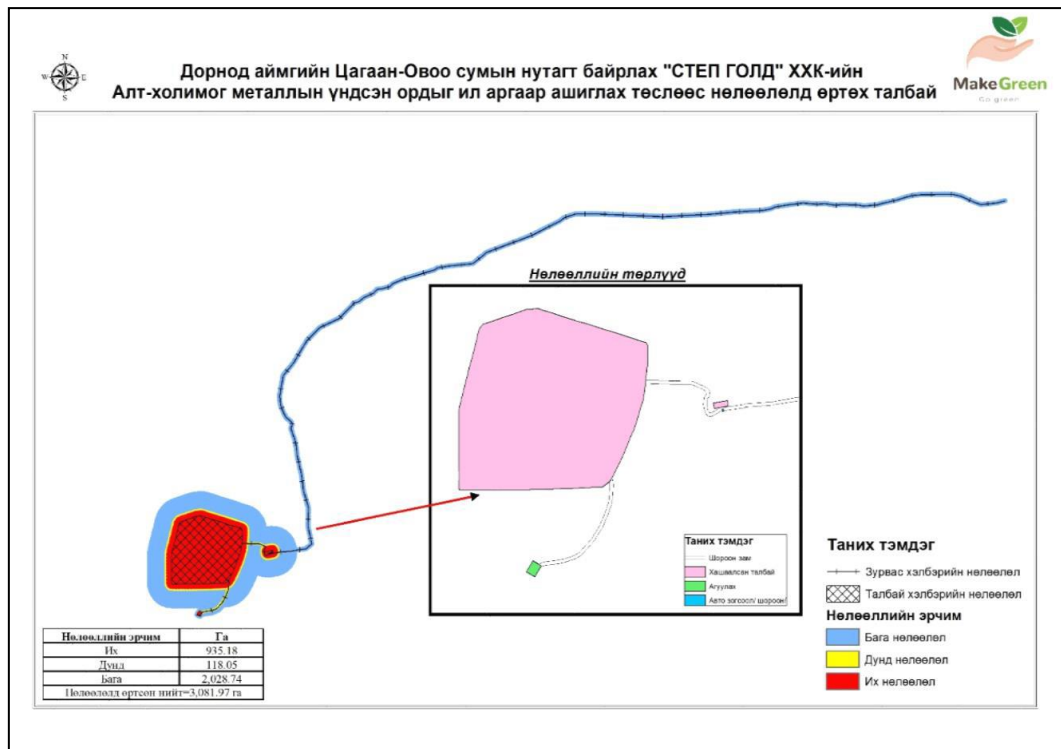 N
W E
S
Дорнод аймгийн Цагаан-Овоо сумын нутагт байрлах "СТЕП ГОЛД" ХХК-ийн
Алт-холимог металлын үндсэн ордыг ил аргаар ашиглах төслөөс нөлөөлөлд өртөх талбай
MakeGreen
Go green
Нөлөөллийн төрлүүд
Таних тэмдэг
Шороон зам
Хашаалсан талбай
Агуулах
Авто зогсоол/ шороон/
Таних тэмдэг
Зурвас хэлбэрийн нөлөөлөл
Талбай хэлбэрийн нөлөөлөл
Нөлөөллийн эрчим
Бага нөлөөлөл
Дунд нөлөөлөл
Их нөлөөлөл
Нөлөөллийн эрчим Га
Их 935.18
Дунд 118.05
Бага 2,028.74
Нөлөөлөлд өртсөн нийт=3,081.97 га